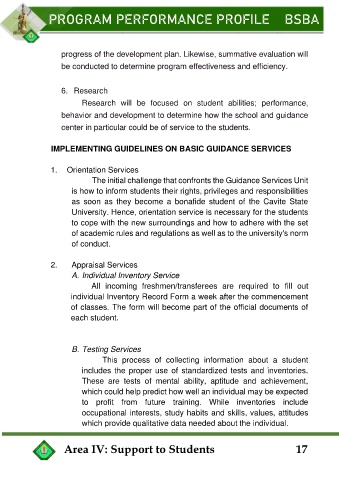 PROGRAM PERFORMANCE PROFILE BSBA
progress of the development plan. Likewise, summative evaluation will
be conducted to determine program effectiveness and efficiency.
6. Research
Research will be focused on student abilities; performance,
behavior and development to determine how the school and guidance
center in particular could be of service to the students.
IMPLEMENTING GUIDELINES ON BASIC GUIDANCE SERVICES
1. Orientation Services
The initial challenge that confronts the Guidance Services Unit
is how to inform students their rights, privileges and responsibilities
as soon as they become a bonafide student of the Cavite State
University. Hence, orientation service is necessary for the students
to cope with the new surroundings and how to adhere with the set
of academic rules and regulations as well as to the university's norm
of conduct.
2. Appraisal Services
A. Individual Inventory Service
All incoming freshmen/transferees are required to fill out
individual Inventory Record Form a week after the commencement
of classes. The form will become part of the official documents of
each student.
B. Testing Services
This process of collecting information about a student
includes the proper use of standardized tests and inventories.
These are tests of mental ability, aptitude and achievement,
which could help predict how well an individual may be expected
to profit from future training. While inventories include
occupational interests, study habits and skills, values, attitudes
which provide qualitative data needed about the individual.
Area IV: Support to Students 17